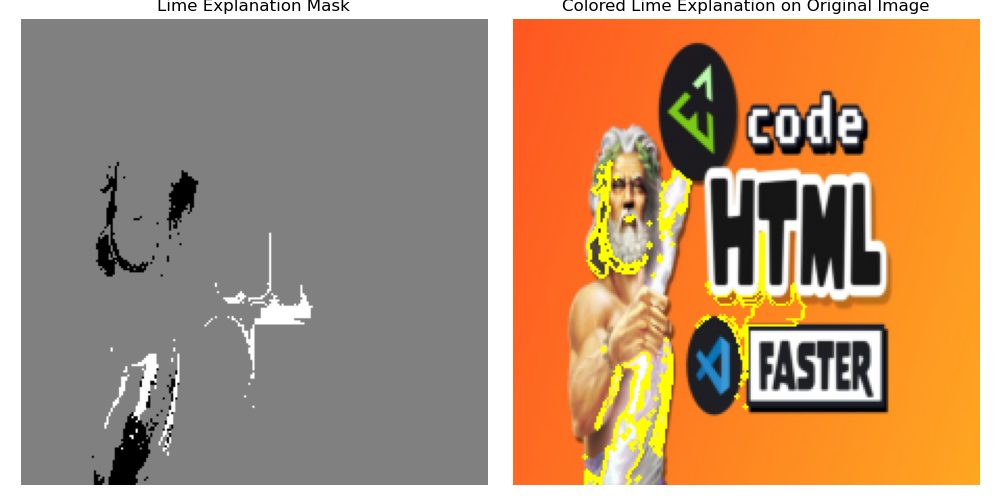 Lime Explanation Mask
Colored Lime Explanation on Original Image
code
HTML
FASTER